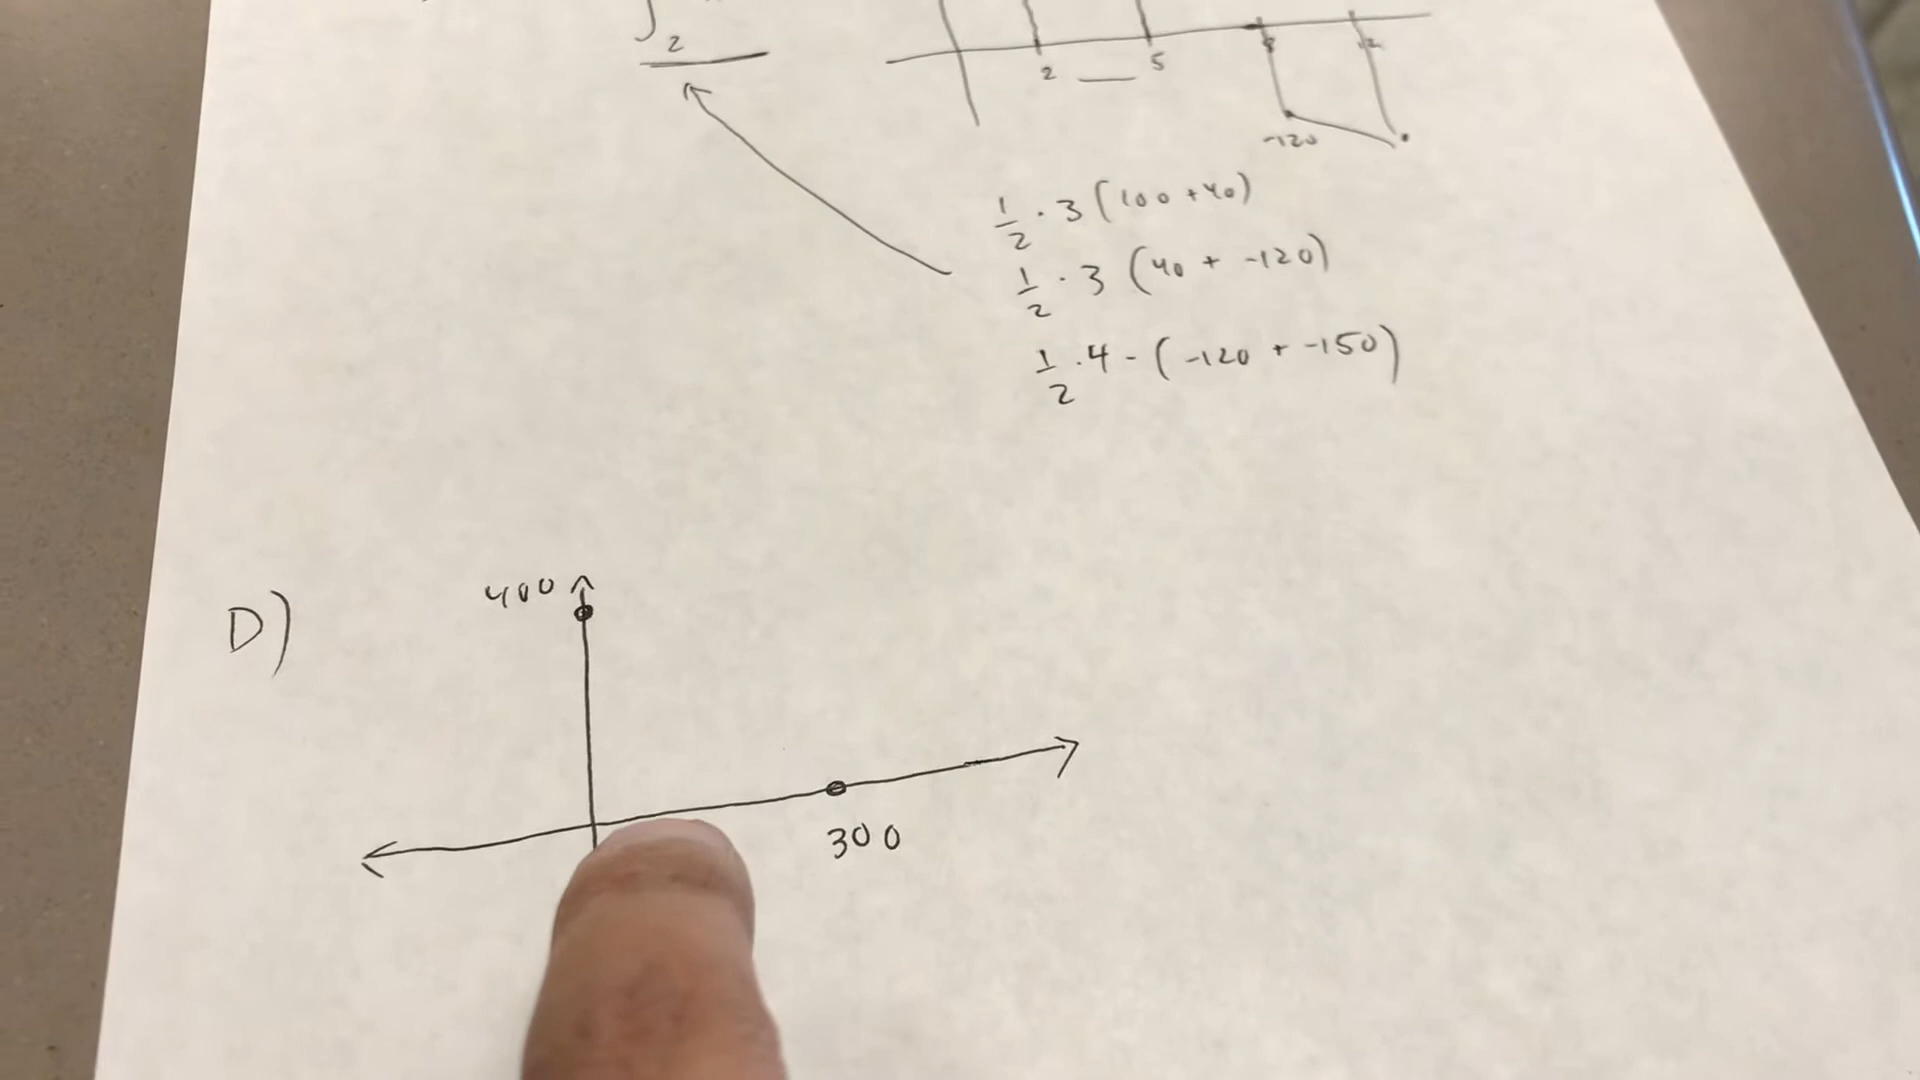 ∫ 2
2 5 8 12
-120
1/2 · 3 (100 + 40)
1/2 · 3 (40 + -120)
1/2 · 4 - (-120 + -150)
D)
400
300